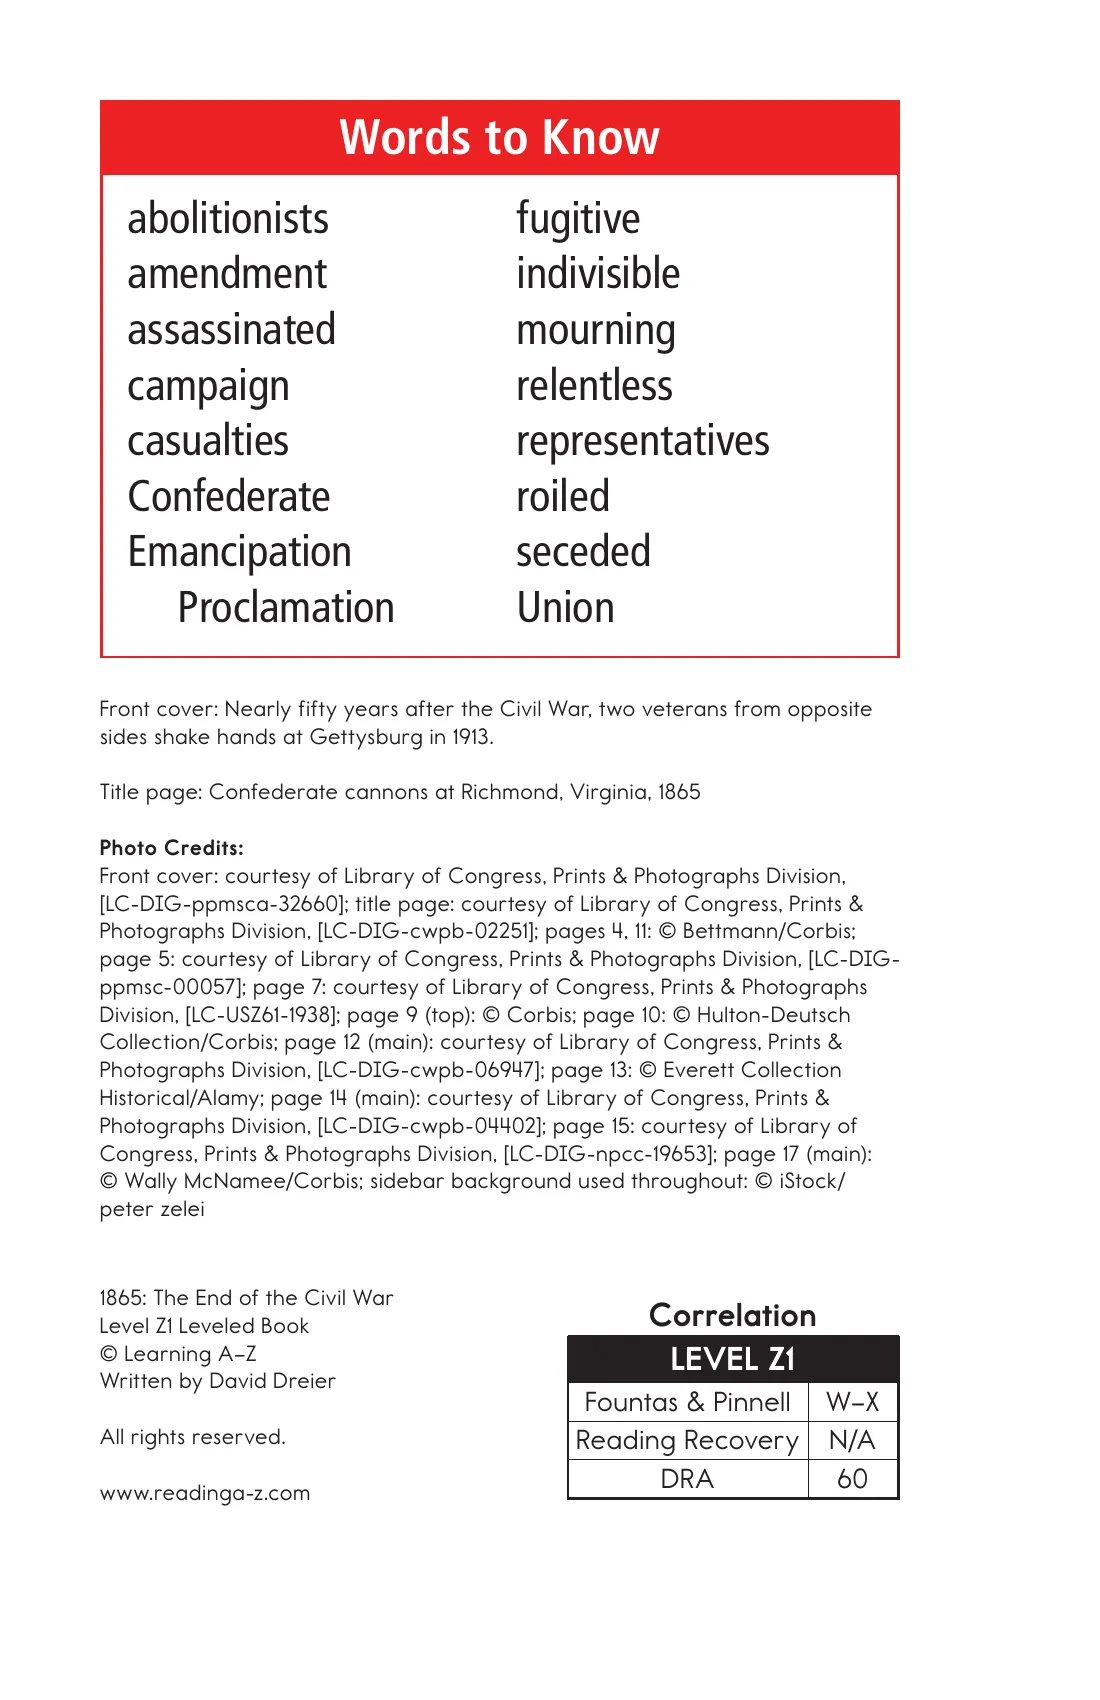 Words to Know
abolitionists
amendment
assassinated
campaign
casualties
Confederate
Emancipation
Proclamation
fugitive
indivisible
mourning
relentless
representatives
roiled
seceded
Union
Front cover: Nearly fifty years after the Civil War, two veterans from opposite
sides shake hands at Gettysburg in 1913.
Title page: Confederate cannons at Richmond, Virginia, 1865
Photo Credits:
Front cover: courtesy of Library of Congress, Prints & Photographs Division,
[LC-DIG-ppmsca-32660]; title page: courtesy of Library of Congress, Prints &
Photographs Division, [LC-DIG-cwpb-02251]; pages 4, 11: © Bettmann/Corbis;
page 5: courtesy of Library of Congress, Prints & Photographs Division, [LC-DIG-
ppmsc-00057]; page 7: courtesy of Library of Congress, Prints & Photographs
Division, [LC-USZ61-1938]; page 9 (top): © Corbis; page 10: © Hulton-Deutsch
Collection/Corbis; page 12 (main): courtesy of Library of Congress, Prints &
Photographs Division, [LC-DIG-cwpb-06947]; page 13: © Everett Collection
Historical/Alamy; page 14 (main): courtesy of Library of Congress, Prints &
Photographs Division, [LC-DIG-cwpb-04402]; page 15: courtesy of Library of
Congress, Prints & Photographs Division, [LC-DIG-npcc-19653]; page 17 (main):
© Wally McNamee/Corbis; sidebar background used throughout: © iStock/
peter zelei
1865: The End of the Civil War
Level Z1 Leveled Book
© Learning A–Z
Written by David Dreier
All rights reserved.
www.readinga-z.com
Correlation
LEVEL Z1
Fountas & Pinnell W–X
Reading Recovery N/A
DRA 60